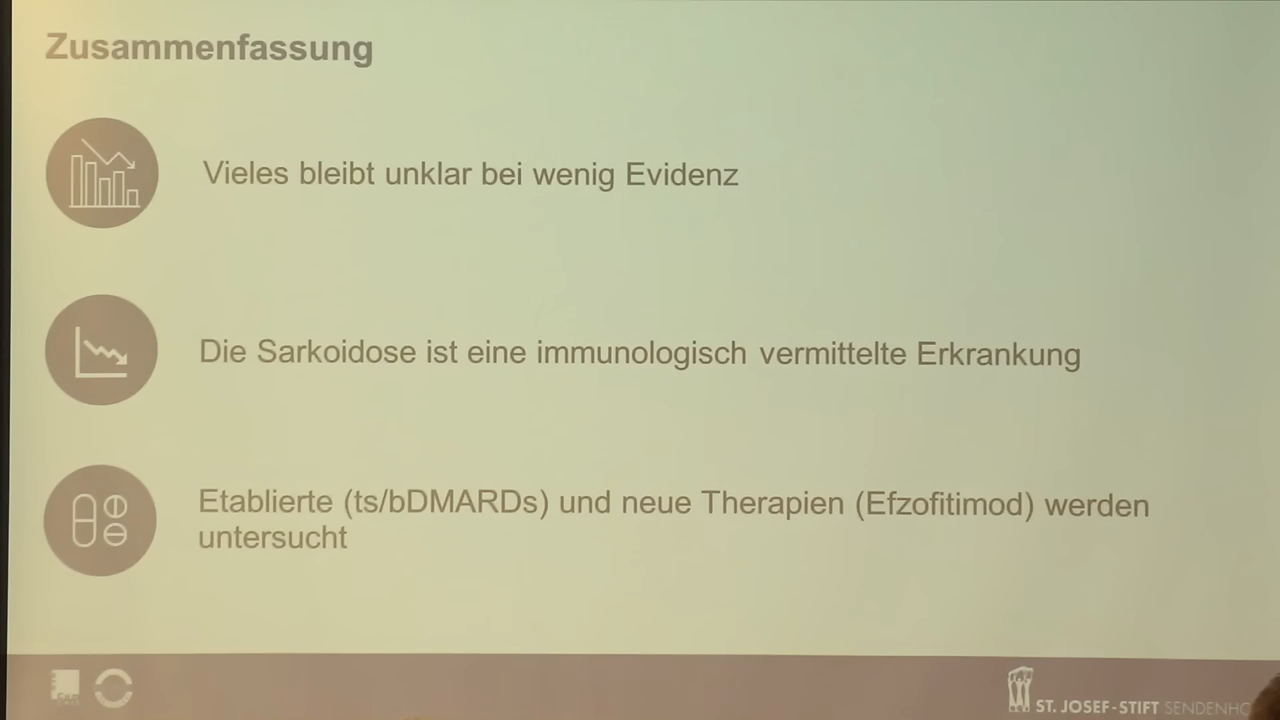 Zusammenfassung
Vieles bleibt unklar bei wenig Evidenz
Die Sarkoidose ist eine immunologisch vermittelte Erkrankung
Etablierte (ts/bDMARDs) und neue Therapien (Efzofitimod) werden
untersucht
ST. JOSEF-STIFT